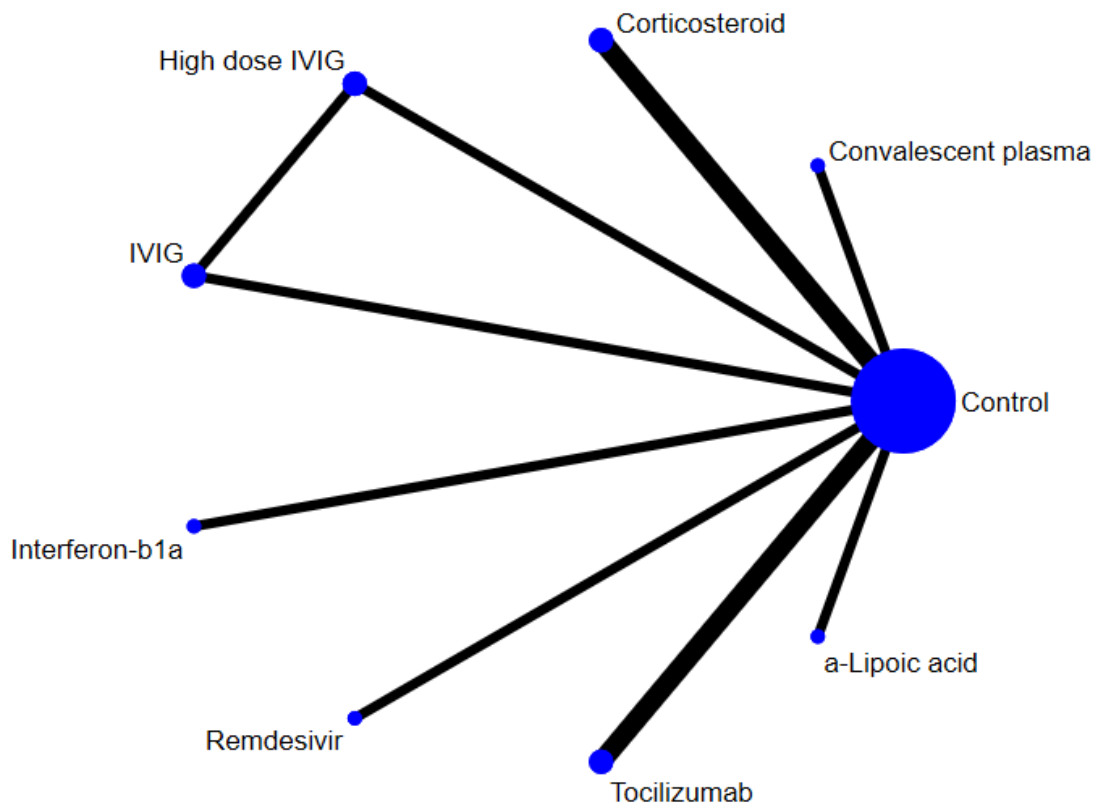 Corticosteroid
High dose IVIG
Convalescent plasma
IVIG
Control
Interferon-b1a
a-Lipoic acid
Remdesivir
Tocilizumab